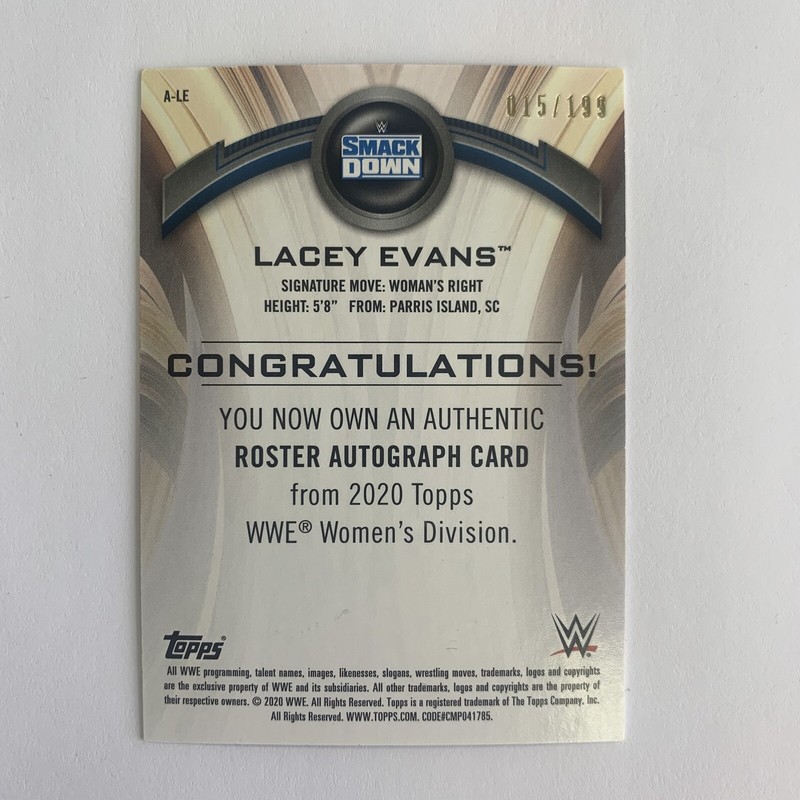 A-LE
015/199
W
SMACK
DOWN
LACEY EVANS™
SIGNATURE MOVE: WOMAN'S RIGHT
HEIGHT: 5'8" FROM: PARRIS ISLAND, SC
CONGRATULATIONS!
YOU NOW OWN AN AUTHENTIC
ROSTER AUTOGRAPH CARD
from 2020 Topps
WWE® Women's Division.
Topps®
W
All WWE programming, talent names, images, likenesses, slogans, wrestling moves, trademarks, logos and copyrights
are the exclusive property of WWE and its subsidiaries. All other trademarks, logos and copyrights are the property of
their respective owners. © 2020 WWE. All Rights Reserved. Topps is a registered trademark of The Topps Company, Inc.
All Rights Reserved. WWW.TOPPS.COM. CODE#CMP041785.